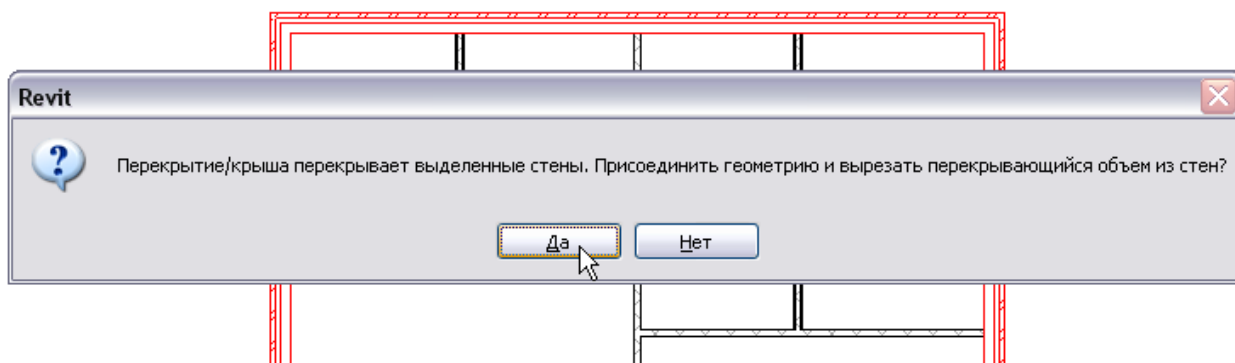 Revit
Перекрытие/крыша перекрывает выделенные стены. Присоединить геометрию и вырезать перекрывающийся объем из стен?
Да
Нет